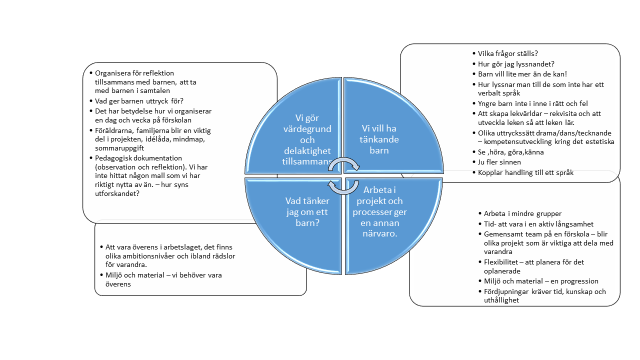 • Organisera för reflektion
tillsammans med barnen, att ta
med barnen i samtalen
• Vad ger barnen uttryck för?
• Det har betydelse hur vi organiserar
en dag och vecka på förskolan
• Föräldrarna, familjerna blir en viktig
del i projekten, idélåda, mindmap,
sommaruppgift
• Pedagogisk dokumentation
(observation och reflektion). Vi har
inte hittat någon mall som vi har
riktigt nytta av än. – hur syns
utforskandet?
• Vilka frågor ställs?
• Hur gör jag lyssnandet?
• Barn vill lite mer än de kan!
• Hur lyssnar man till de som inte har ett
verbalt språk
• Yngre barn inte i inne i rätt och fel
• Att skapa lekvärldar – rekvisita och att
utveckla leken så att leken lär.
• Olika uttryckssätt drama/dans/tecknande
– kompetensutveckling kring det estetiska
• Se ,höra, göra,känna
• Ju fler sinnen
• Kopplar handling till ett språk
Vi gör
värdegrund
och
delaktighet
tillsammans
Vi vill ha
tänkande
barn
Vad tänker
jag om ett
barn?
Arbeta i
projekt och
processer ger
en annan
närvaro.
• Att vara överens i arbetslaget, det finns
olika ambitionsnivåer och ibland rädslor
för varandra.
• Miljö och material – vi behöver vara
överens
• Arbeta i mindre grupper
• Tid- att vara i en aktiv långsamhet
• Gemensamt team på en förskola – blir
olika projekt som är viktiga att dela med
varandra
• Flexibilitet – att planera för det
oplanerade
• Miljö och material – en progression
• Fördjupningar kräver tid, kunskap och
uthållighet